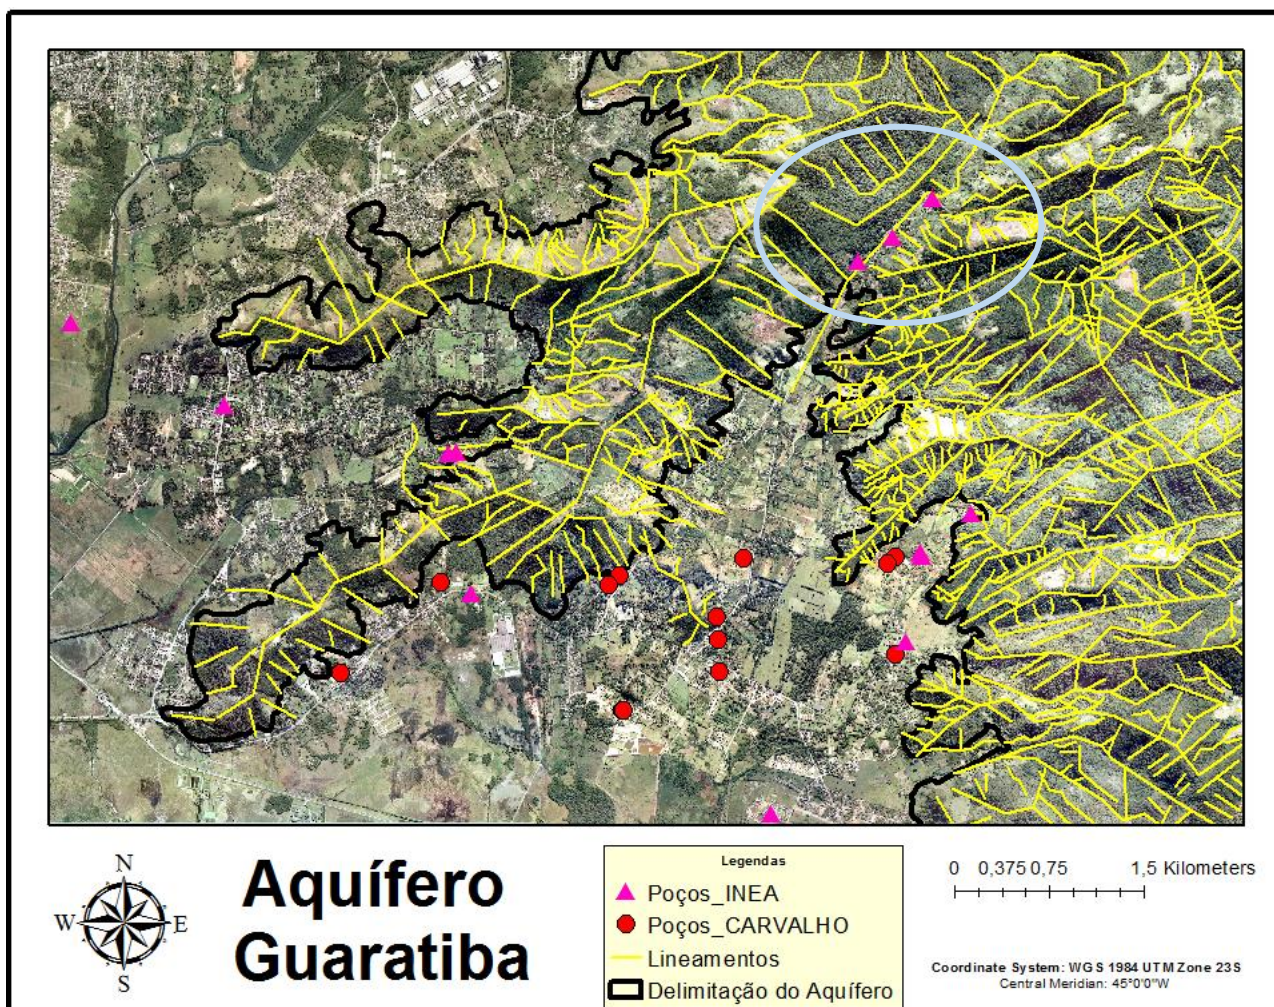 N
W E
S
Aquífero
Guaratiba
Legendas
Poços_INEA
Poços_CARVALHO
Lineamentos
Delimitação do Aquífero
0 0,375 0,75 1,5 Kilometers
Coordinate System: WGS 1984 UTM Zone 23S
Central Meridian: 45°0'0"W